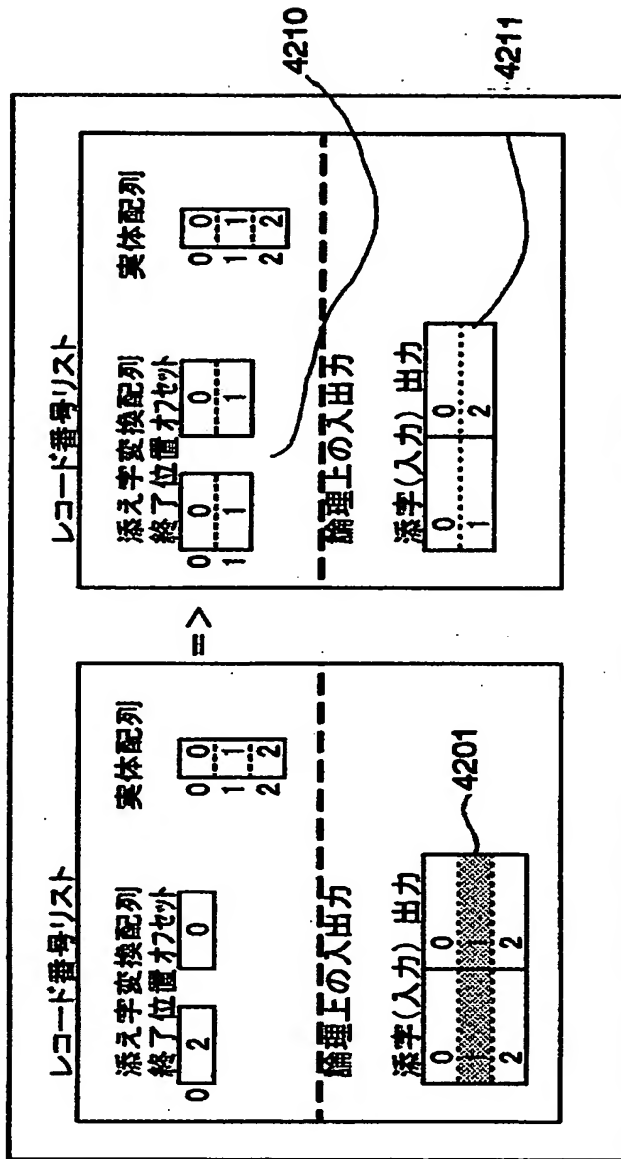 レコード番号リスト
添え字変換配列 実体配列
終了位置 オフセット
0 2 0 0 0
1 1
2 2
論理上の入出力
添字(入力) 出力
0 0
1 1
2 2
4201
=>
レコード番号リスト
添え字変換配列 実体配列
終了位置 オフセット
0 0 0 0 0
1 1 1 1 1
2 2
4210
論理上の入出力
添字(入力) 出力
0 0
1 2
4211